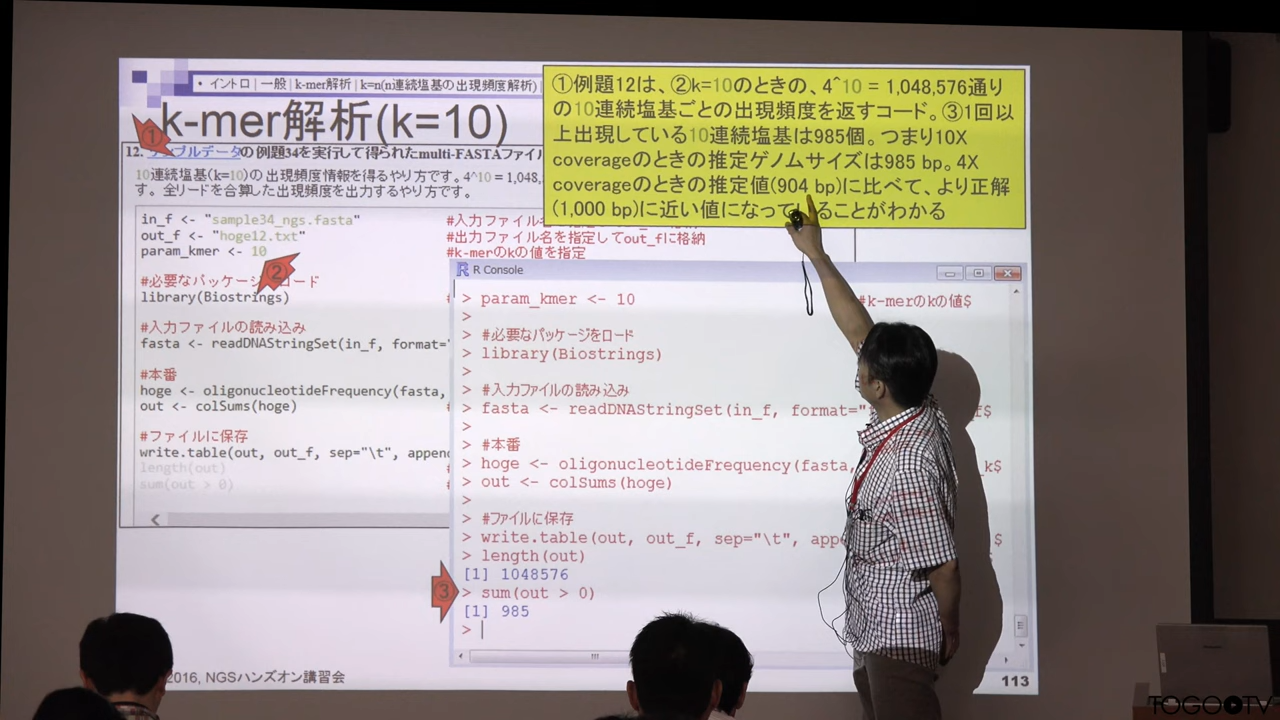 • イントロ | 一般 | k-mer解析 | k=n(n連続塩基の出現頻度解析)
k-mer解析(k=10)
①
①例題12は、②k=10のときの、4^10 = 1,048,576通り
の10連続塩基ごとの出現頻度を返すコード。③1回以
上出現している10連続塩基は985個。つまり10X
coverageのときの推定ゲノムサイズは985 bp。4X
coverageのときの推定値(904 bp)に比べて、より正解
(1,000 bp)に近い値になっていることがわかる
12. サンプルデータの例題34を実行して得られたmulti-FASTAファイル
10連続塩基(k=10)の出現頻度情報を得るやり方です。4^10 = 1,048,
す。全リードを合算した出現頻度を出力するやり方です。
in_f <- "sample34_ngs.fasta" #入力ファイル名
out_f <- "hoge12.txt" #出力ファイル名を指定してout_fに格納
param_kmer <- 10 #k-merのkの値を指定
②
#必要なパッケージをロード
library(Biostrings)
#入力ファイルの読み込み
fasta <- readDNAStringSet(in_f, format="
#本番
hoge <- oligonucleotideFrequency(fasta,
out <- colSums(hoge)
#ファイルに保存
write.table(out, out_f, sep="\t", append
length(out)
sum(out > 0)
R Console
> param_kmer <- 10 #k-merのkの値$
>
> #必要なパッケージをロード
> library(Biostrings)
>
> #入力ファイルの読み込み
> fasta <- readDNAStringSet(in_f, format="
>
> #本番
> hoge <- oligonucleotideFrequency(fasta, _k$
> out <- colSums(hoge)
>
> #ファイルに保存
> write.table(out, out_f, sep="\t", appe $
> length(out)
[1] 1048576
③
> sum(out > 0)
[1] 985
>
2016, NGSハンズオン講習会
113
TOGOTV